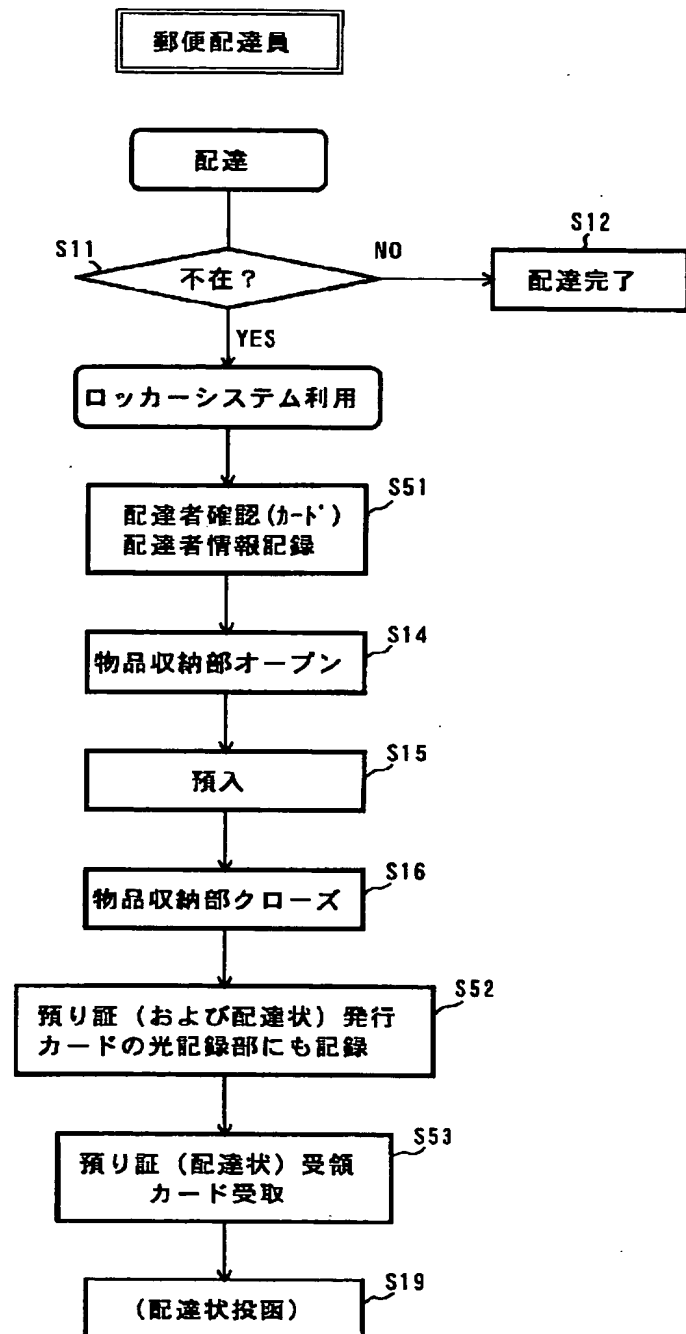 郵便配達員
配達
S11
不在？
NO
S12
配達完了
YES
ロッカーシステム利用
S51
配達者確認(ｶｰﾄﾞ)
配達者情報記録
S14
物品収納部オープン
S15
預入
S16
物品収納部クローズ
S52
預り証（および配達状）発行
カードの光記録部にも記録
S53
預り証（配達状）受領
カード受取
S19
(配達状投函)